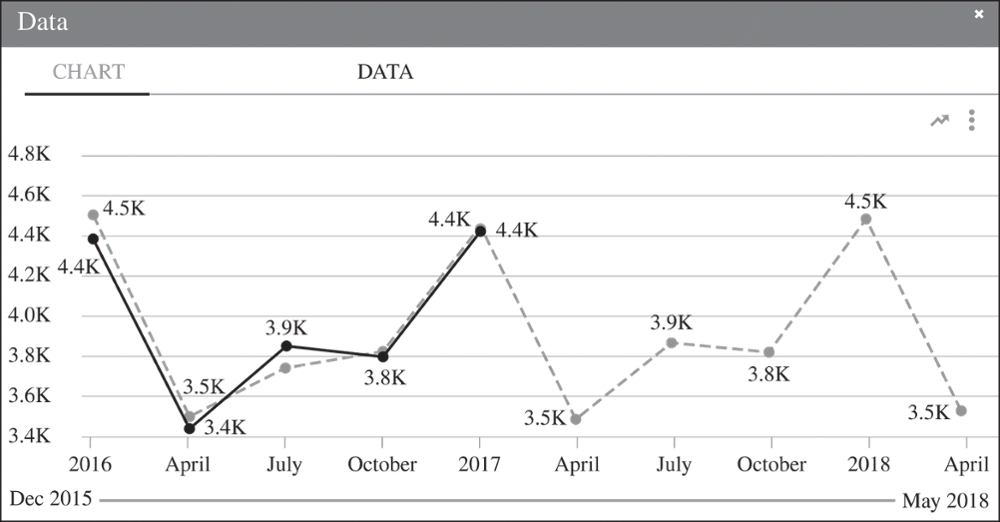 Data ×
CHART DATA
4.8K
4.6K
4.5K 4.5K
4.4K 4.4K 4.4K
4.4K
4.2K
4.0K
3.9K 3.9K
3.8K
3.8K 3.8K
3.5K
3.6K
3.4K 3.5K 3.5K
3.4K
2016 April July October 2017 April July October 2018 April
Dec 2015 May 2018